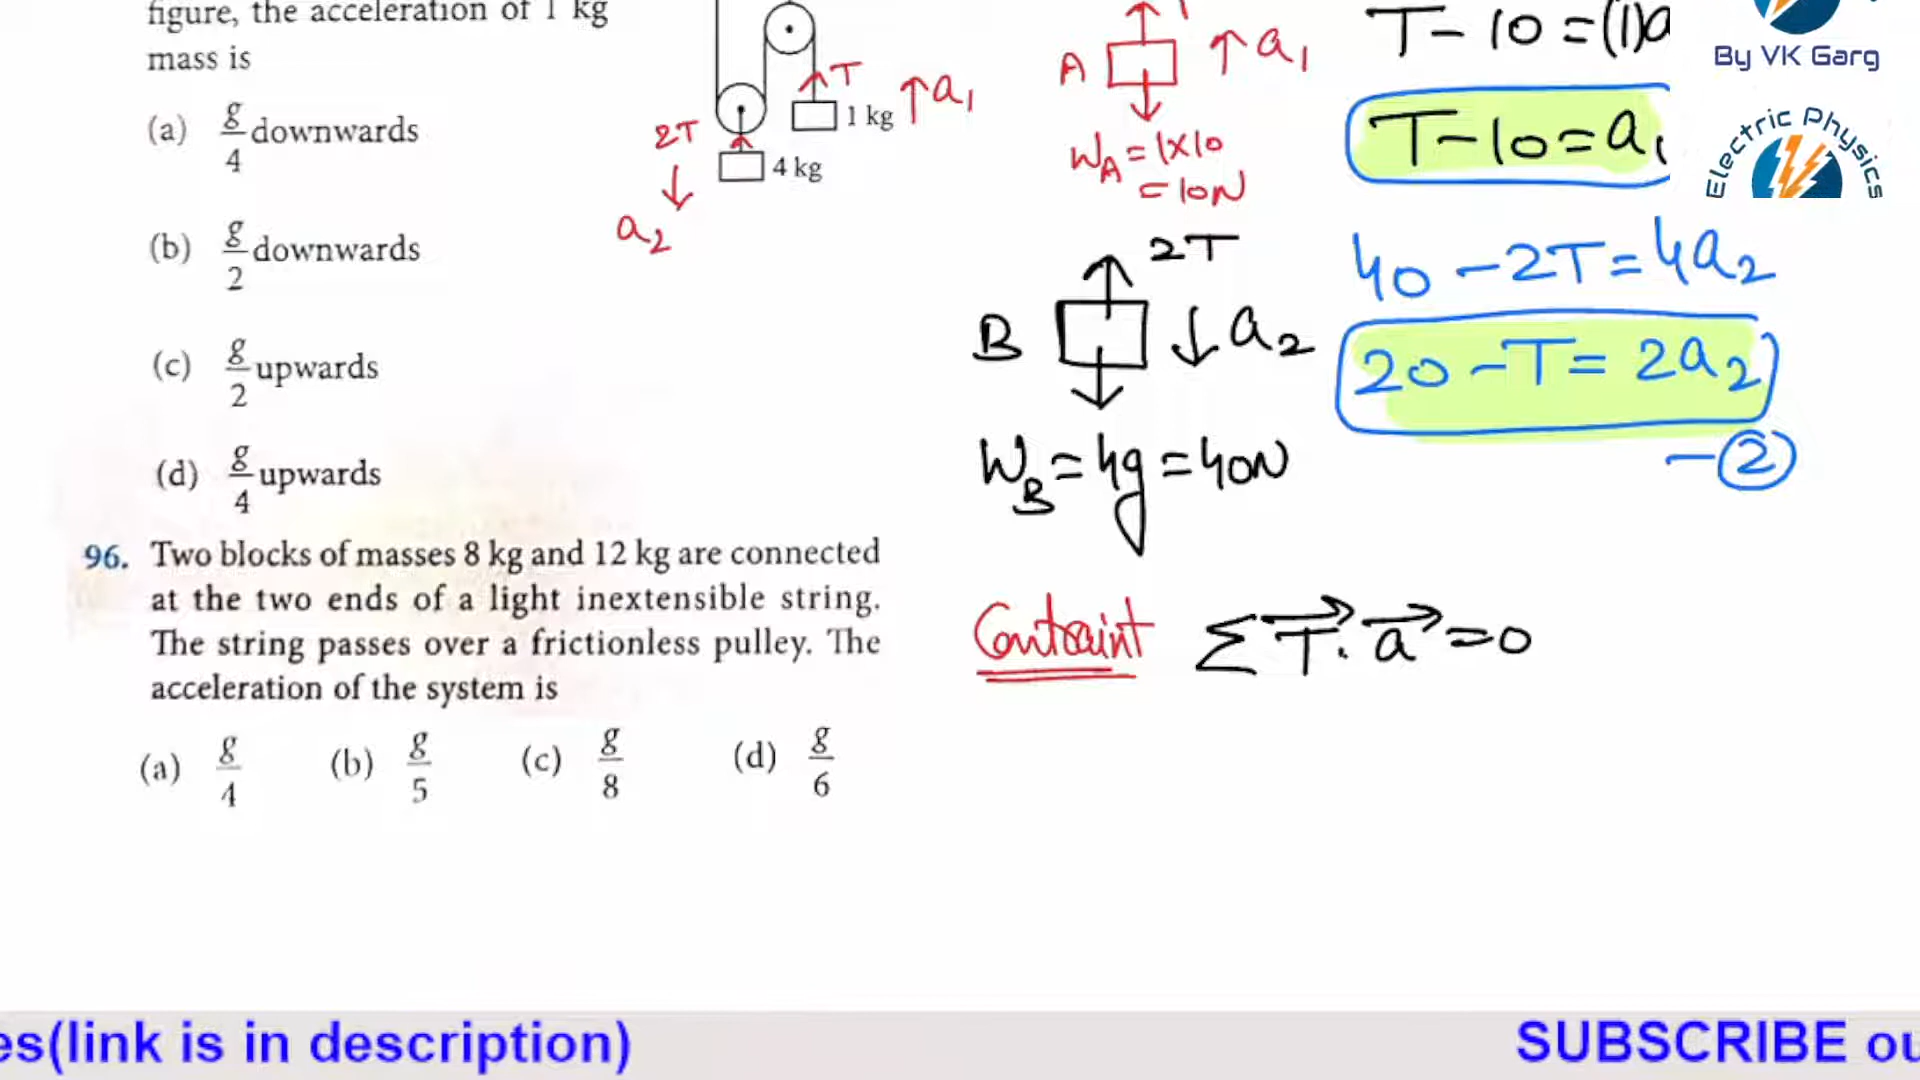 figure, the acceleration of 1 kg
mass is
(a) g/4 downwards
(b) g/2 downwards
(c) g/2 upwards
(d) g/4 upwards
T
1 kg
↑a₁
2T
4 kg
↓
a₂
A
↑a₁
W_A = 1×10
= 10N
T - 10 = (1)a
T - 10 = a₁
2T
B
↓a₂
W_B = 4g = 40N
40 - 2T = 4a₂
20 - T = 2a₂
- ②
Contraint Σ T⃗ . a⃗ = 0
96. Two blocks of masses 8 kg and 12 kg are connected
at the two ends of a light inextensible string.
The string passes over a frictionless pulley. The
acceleration of the system is
(a) g/4 (b) g/5 (c) g/8 (d) g/6
By VK Garg
Electric Physics
es(link is in description) SUBSCRIBE ou